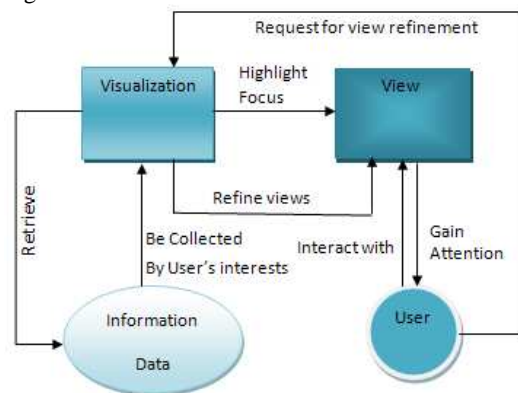 Request for view refinement
Visualization
Highlight
Focus
View
Retrieve
Refine views
Be Collected
By User's interests
Interact with
Gain
Attention
Information
Data
User